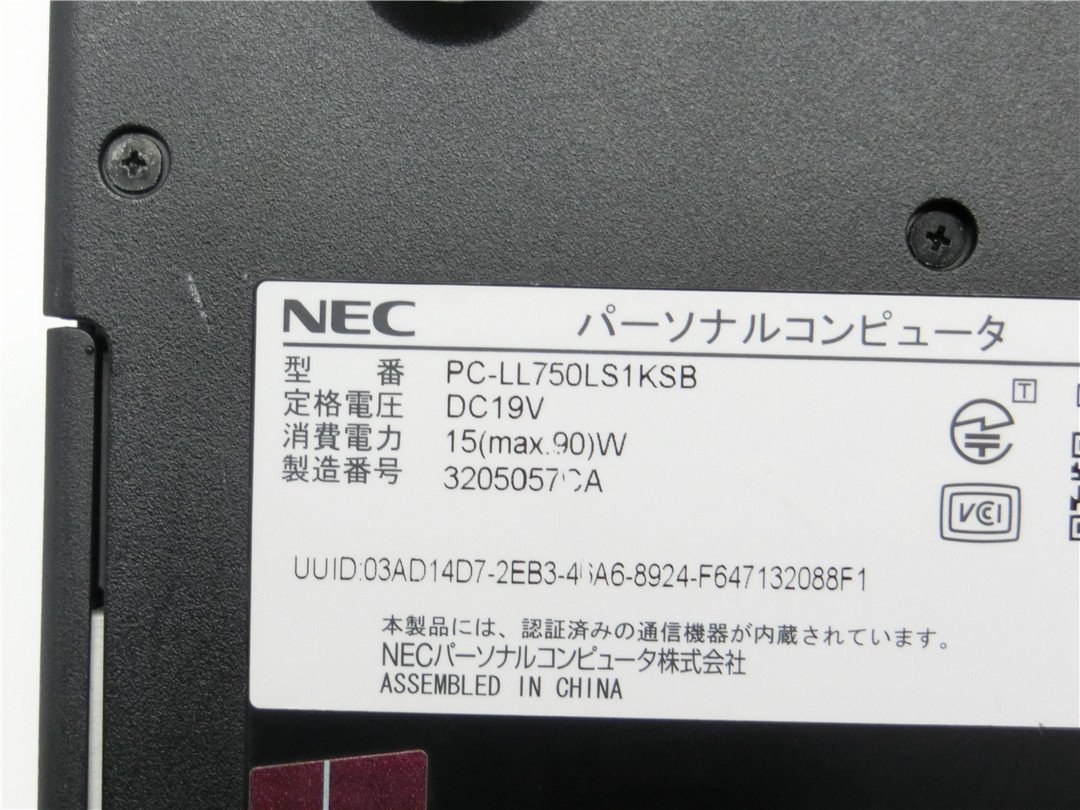 NEC パーソナルコンピュータ
型 番 PC-LL750LS1KSB
定格電圧 DC19V
消費電力 15(max.90)W
製造番号
T
VCCI
本製品には、認証済みの通信機器が内蔵されています。
NECパーソナルコンピュータ株式会社
ASSEMBLED IN CHINA